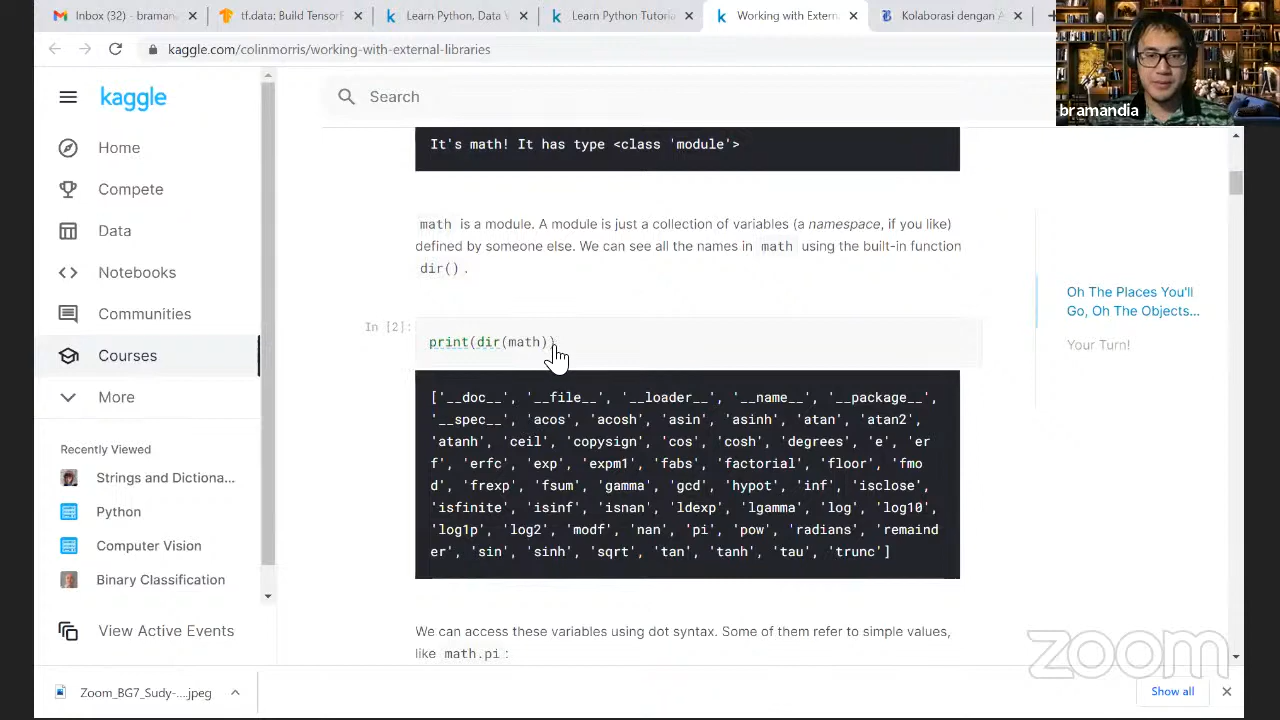 Inbox (32) - braman
tf.data: Build Tensor
Learn Python, Data
Learn Python Tutoria
Working with Extern
Kolaborasi dengan A
kaggle.com/colinmorris/working-with-external-libraries
bramandia
kaggle
Search
Home
Compete
Data
Notebooks
Communities
Courses
More
Recently Viewed
Strings and Dictiona...
Python
Computer Vision
Binary Classification
View Active Events
It's math! It has type <class 'module'>
math is a module. A module is just a collection of variables (a namespace, if you like)
defined by someone else. We can see all the names in math using the built-in function
dir() .
In [2]:
print(dir(math))
['__doc__', '__file__', '__loader__', '__name__', '__package__',
'__spec__', 'acos', 'acosh', 'asin', 'asinh', 'atan', 'atan2',
'atanh', 'ceil', 'copysign', 'cos', 'cosh', 'degrees', 'e', 'er
f', 'erfc', 'exp', 'expm1', 'fabs', 'factorial', 'floor', 'fmo
d', 'frexp', 'fsum', 'gamma', 'gcd', 'hypot', 'inf', 'isclose',
'isfinite', 'isinf', 'isnan', 'ldexp', 'lgamma', 'log', 'log10',
'log1p', 'log2', 'modf', 'nan', 'pi', 'pow', 'radians', 'remaind
er', 'sin', 'sinh', 'sqrt', 'tan', 'tanh', 'tau', 'trunc']
We can access these variables using dot syntax. Some of them refer to simple values,
like math.pi :
Oh The Places You'll
Go, Oh The Objects...
Your Turn!
zoom
Zoom_BG7_Sudy-....jpeg
Show all